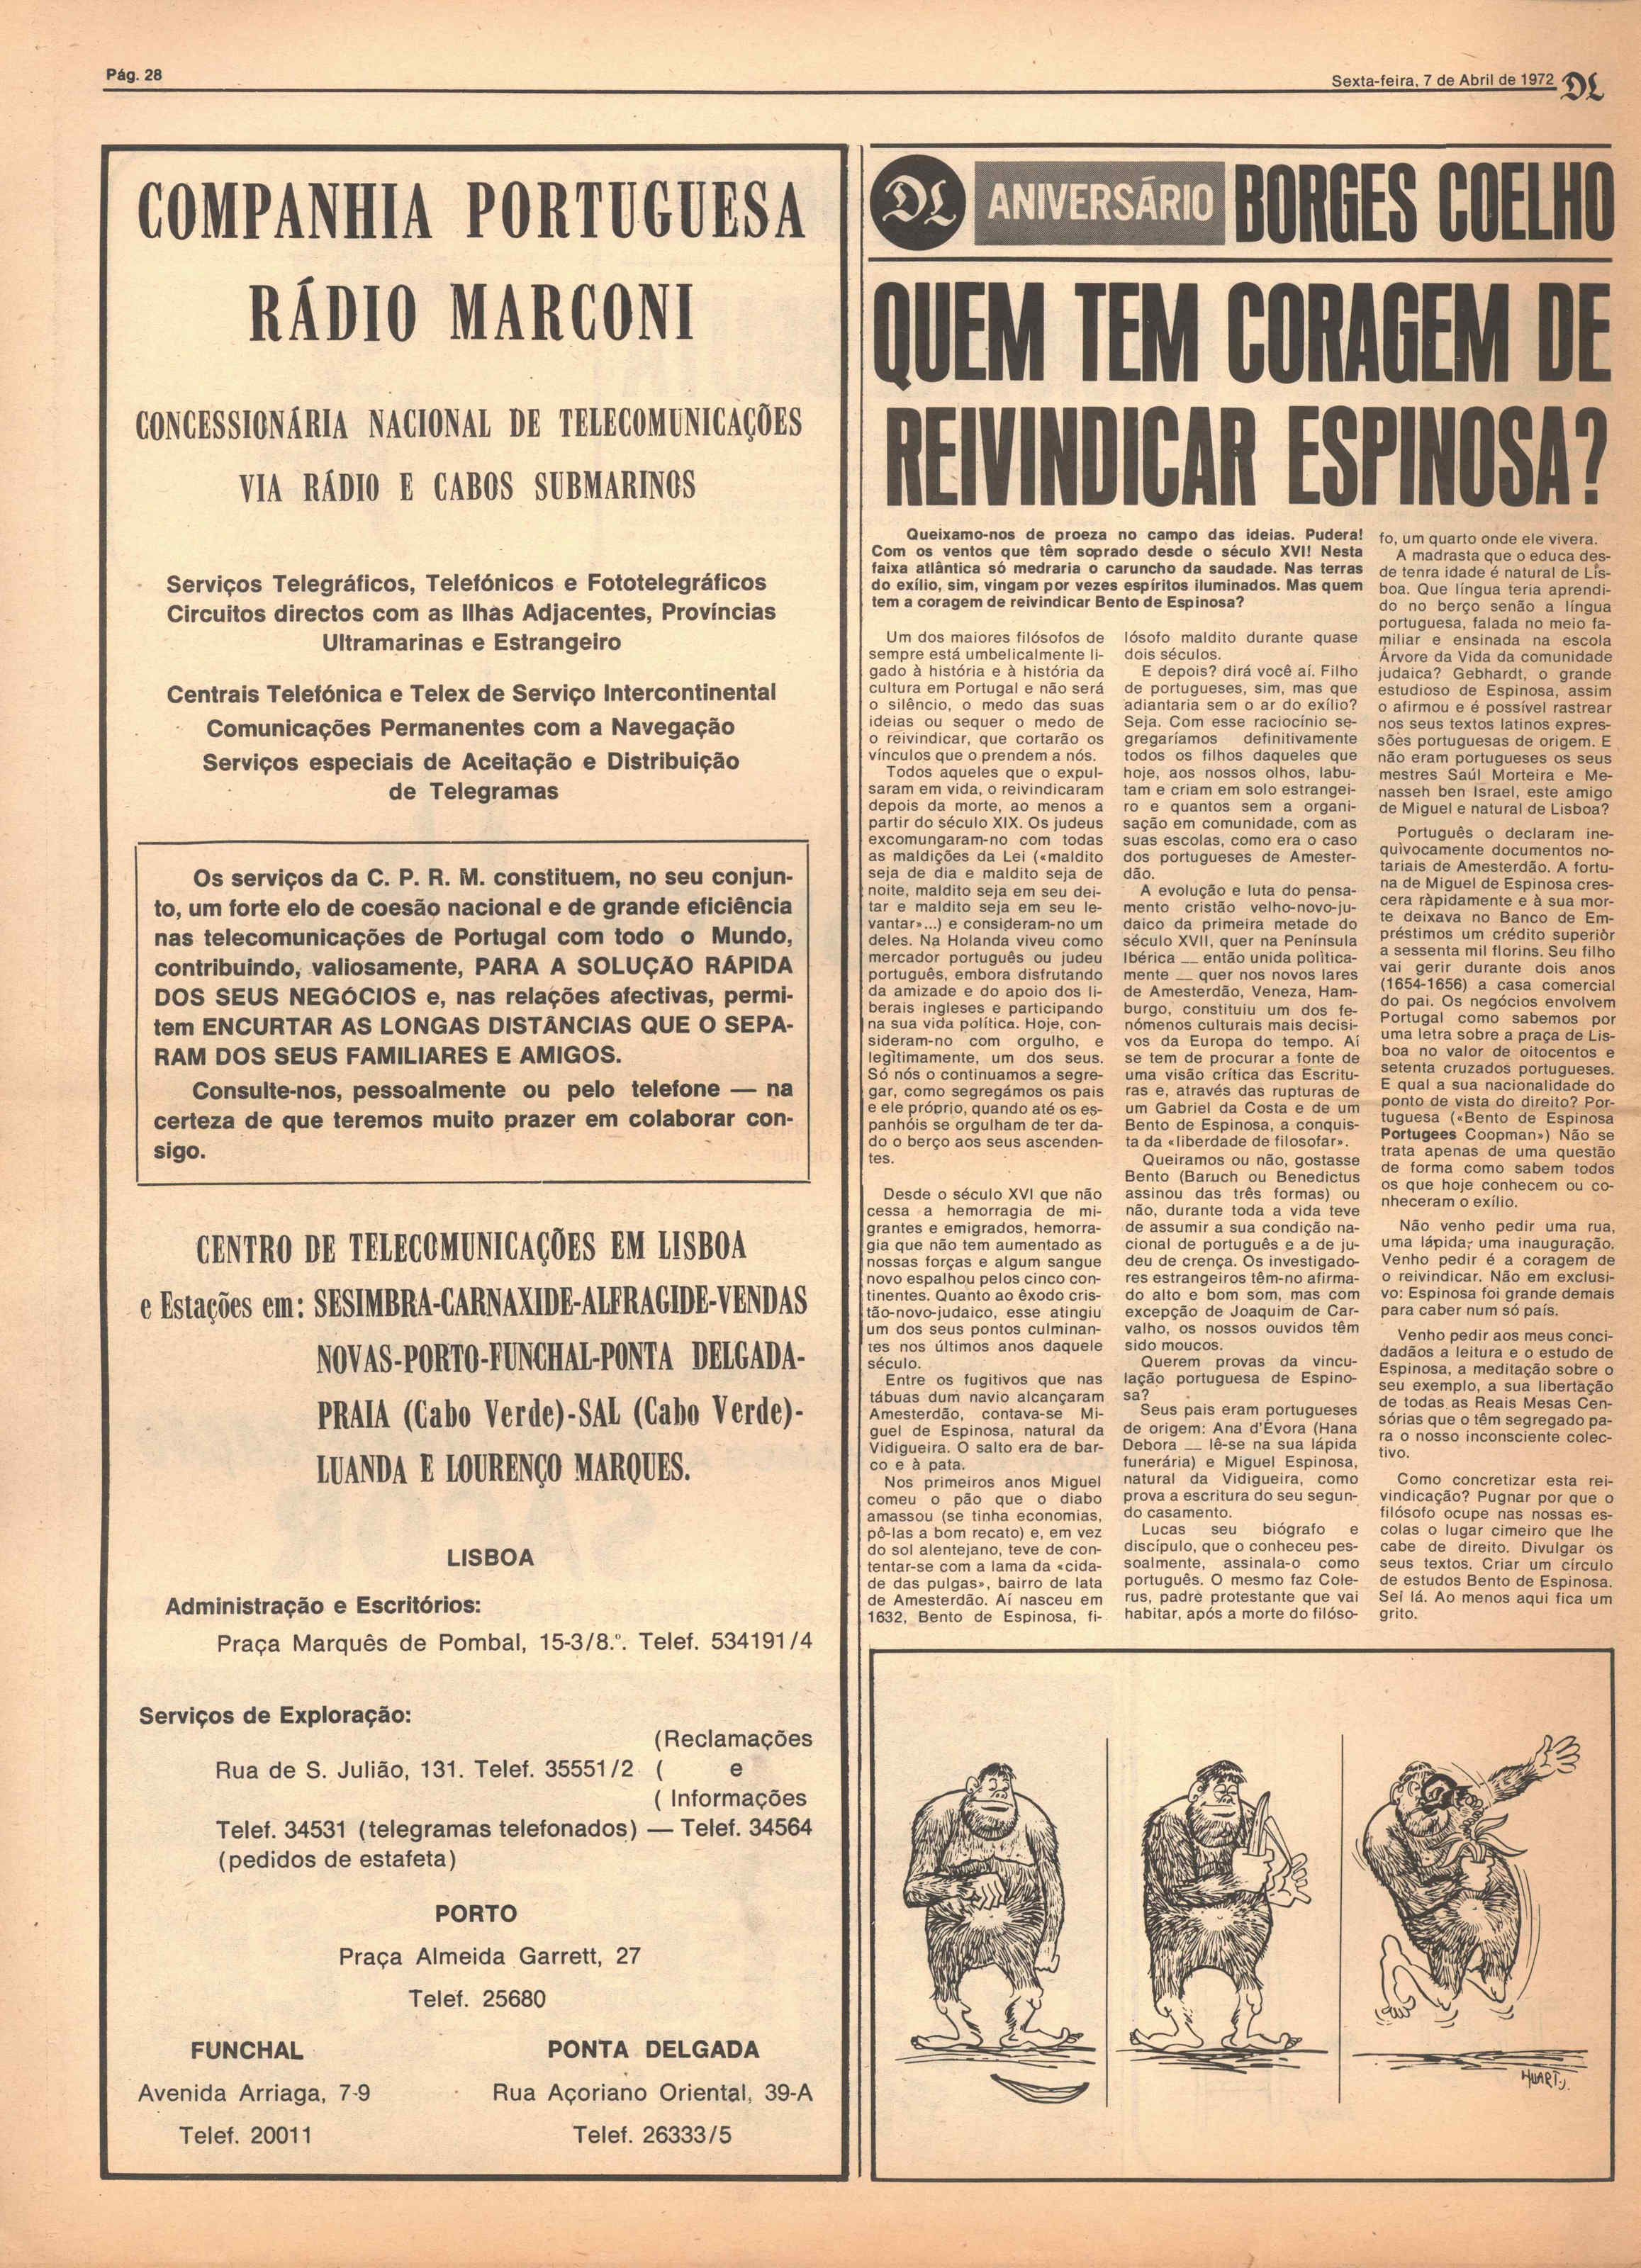 Pág. 28
Sexta-feira, 7 de Abril de 1972 DL
COMPANHIA PORTUGUESA
RÁDIO MARCONI
CONCESSIONÁRIA NACIONAL DE TELECOMUNICAÇÕES
VIA RÁDIO E CABOS SUBMARINOS
Serviços Telegráficos, Telefónicos e Fototelegráficos
Circuitos directos com as Ilhas Adjacentes, Províncias
Ultramarinas e Estrangeiro
Centrais Telefónica e Telex de Serviço Intercontinental
Comunicações Permanentes com a Navegação
Serviços especiais de Aceitação e Distribuição
de Telegramas
Os serviços da C. P. R. M. constituem, no seu conjun-
to, um forte elo de coesão nacional e de grande eficiência
nas telecomunicações de Portugal com todo o Mundo,
contribuindo, valiosamente, PARA A SOLUÇÃO RÁPIDA
DOS SEUS NEGÓCIOS e, nas relações afectivas, permi-
tem ENCURTAR AS LONGAS DISTÂNCIAS QUE O SEPA-
RAM DOS SEUS FAMILIARES E AMIGOS.
Consulte-nos, pessoalmente ou pelo telefone — na
certeza de que teremos muito prazer em colaborar con-
sigo.
CENTRO DE TELECOMUNICAÇÕES EM LISBOA
e Estações em: SESIMBRA-CARNAXIDE-ALFRAGIDE-VENDAS
NOVAS-PORTO-FUNCHAL-PONTA DELGADA-
PRAIA (Cabo Verde)-SAL (Cabo Verde)-
LUANDA E LOURENÇO MARQUES.
LISBOA
Administração e Escritórios:
Praça Marquês de Pombal, 15-3/8.º. Telef. 534191/4
Serviços de Exploração:
(Reclamações
Rua de S. Julião, 131. Telef. 35551/2 ( e
( Informações
Telef. 34531 (telegramas telefonados) — Telef. 34564
(pedidos de estafeta)
PORTO
Praça Almeida Garrett, 27
Telef. 25680
FUNCHAL
Avenida Arriaga, 7-9
Telef. 20011
PONTA DELGADA
Rua Açoriano Oriental, 39-A
Telef. 26333/5
DL ANIVERSÁRIO BORGES COELHO
QUEM TEM CORAGEM DE
REIVINDICAR ESPINOSA?
Queixamo-nos de proeza no campo das ideias. Pudera!
Com os ventos que têm soprado desde o século XVI! Nesta
faixa atlântica só medraria o caruncho da saudade. Nas terras
do exílio, sim, vingam por vezes espíritos iluminados. Mas quem
tem a coragem de reivindicar Bento de Espinosa?
Um dos maiores filósofos de
sempre está umbelicalmente li-
gado à história e à história da
cultura em Portugal e não será
o silêncio, o medo das suas
ideias ou sequer o medo de
o reivindicar, que cortarão os
vínculos que o prendem a nós.
Todos aqueles que o expul-
saram em vida, o reivindicaram
depois da morte, ao menos a
partir do século XIX. Os judeus
excomungaram-no com todas
as maldições da Lei («maldito
seja de dia e maldito seja de
noite, maldito seja em seu dei-
tar e maldito seja em seu le-
vantar»...) e consideram-no um
deles. Na Holanda viveu como
mercador português ou judeu
português, embora disfrutando
da amizade e do apoio dos li-
berais ingleses e participando
na sua vida política. Hoje, con-
sideram-no com orgulho, e
legìtimamente, um dos seus.
Só nós o continuamos a segre-
gar, como segregámos os pais
e ele próprio, quando até os es-
panhóis se orgulham de ter da-
do o berço aos seus ascenden-
tes.
Desde o século XVI que não
cessa a hemorragia de mi-
grantes e emigrados, hemorra-
gia que não tem aumentado as
nossas forças e algum sangue
novo espalhou pelos cinco con-
tinentes. Quanto ao êxodo cris-
tão-novo-judaico, esse atingiu
um dos seus pontos culminan-
tes nos últimos anos daquele
século.
Entre os fugitivos que nas
tábuas dum navio alcançaram
Amesterdão, contava-se Mi-
guel de Espinosa, natural da
Vidigueira. O salto era de bar-
co e à pata.
Nos primeiros anos Miguel
comeu o pão que o diabo
amassou (se tinha economias,
pô-las a bom recato) e, em vez
do sol alentejano, teve de con-
tentar-se com a lama da «cida-
de das pulgas», bairro de lata
de Amesterdão. Aí nasceu em
1632, Bento de Espinosa, fi-
lósofo maldito durante quase
dois séculos.
E depois? dirá você aí. Filho
de portugueses, sim, mas que
adiantaria sem o ar do exílio?
Seja. Com esse raciocínio se-
gregaríamos definitivamente
todos os filhos daqueles que
hoje, aos nossos olhos, labu-
tam e criam em solo estrangei-
ro e quantos sem a organi-
sação em comunidade, com as
suas escolas, como era o caso
dos portugueses de Amester-
dão.
A evolução e luta do pensa-
mento cristão velho-novo-ju-
daico da primeira metade do
século XVII, quer na Península
Ibérica — então unida politica-
mente — quer nos novos lares
de Amesterdão, Veneza, Ham-
burgo, constituiu um dos fe-
nómenos culturais mais decisi-
vos da Europa do tempo. Aí
se tem de procurar a fonte de
uma visão crítica das Escritu-
ras e, através das rupturas de
um Gabriel da Costa e de um
Bento de Espinosa, a conquis-
ta da «liberdade de filosofar».
Queiramos ou não, gostasse
Bento (Baruch ou Benedictus
assinou das três formas) ou
não, durante toda a vida teve
de assumir a sua condição na-
cional de português e a de ju-
deu de crença. Os investigado-
res estrangeiros têm-no afirma-
do alto e bom som, mas com
excepção de Joaquim de Car-
valho, os nossos ouvidos têm
sido moucos.
Querem provas da vincu-
lação portuguesa de Espino-
sa?
Seus pais eram portugueses
de origem: Ana d'Évora (Hana
Debora — lê-se na sua lápida
funerária) e Miguel Espinosa,
natural da Vidigueira, como
prova a escritura do seu segun-
do casamento.
Lucas seu biógrafo e
discípulo, que o conheceu pes-
soalmente, assinala-o como
português. O mesmo faz Cole-
rus, padre protestante que vai
habitar, após a morte do filóso-
fo, um quarto onde ele vivera.
A madrasta que o educa des-
de tenra idade é natural de Lis-
boa. Que língua teria aprendi-
do no berço senão a língua
portuguesa, falada no meio fa-
miliar e ensinada na escola
Árvore da Vida da comunidade
judaica? Gebhardt, o grande
estudioso de Espinosa, assim
o afirmou e é possível rastrear
nos seus textos latinos expres-
sões portuguesas de origem. E
não eram portugueses os seus
mestres Saúl Morteira e Me-
nasseh ben Israel, este amigo
de Miguel e natural de Lisboa?
Português o declaram ine-
quìvocamente documentos no-
tariais de Amesterdão. A fortu-
na de Miguel de Espinosa cres-
cera ràpidamente e à sua mor-
te deixava no Banco de Em-
préstimos um crédito superior
a sessenta mil florins. Seu filho
vai gerir durante dois anos
(1654-1656) a casa comercial
do pai. Os negócios envolvem
Portugal como sabemos por
uma letra sobre a praça de Lis-
boa no valor de oitocentos e
setenta cruzados portugueses.
E qual a sua nacionalidade do
ponto de vista do direito? Por-
tuguesa («Bento de Espinosa
Portugees Coopman») Não se
trata apenas de uma questão
de forma como sabem todos
os que hoje conhecem ou co-
nheceram o exílio.
Não venho pedir uma rua,
uma lápida, uma inauguração.
Venho pedir é a coragem de
o reivindicar. Não em exclusi-
vo: Espinosa foi grande demais
para caber num só país.
Venho pedir aos meus conci-
dadãos a leitura e o estudo de
Espinosa, a meditação sobre o
seu exemplo, a sua libertação
de todas as Reais Mesas Cen-
sórias que o têm segregado pa-
ra o nosso inconsciente colec-
tivo.
Como concretizar esta rei-
vindicação? Pugnar por que o
filósofo ocupe nas nossas es-
colas o lugar cimeiro que lhe
cabe de direito. Divulgar os
seus textos. Criar um círculo
de estudos Bento de Espinosa.
Sei lá. Ao menos aqui fica um
grito.
HUART.J.